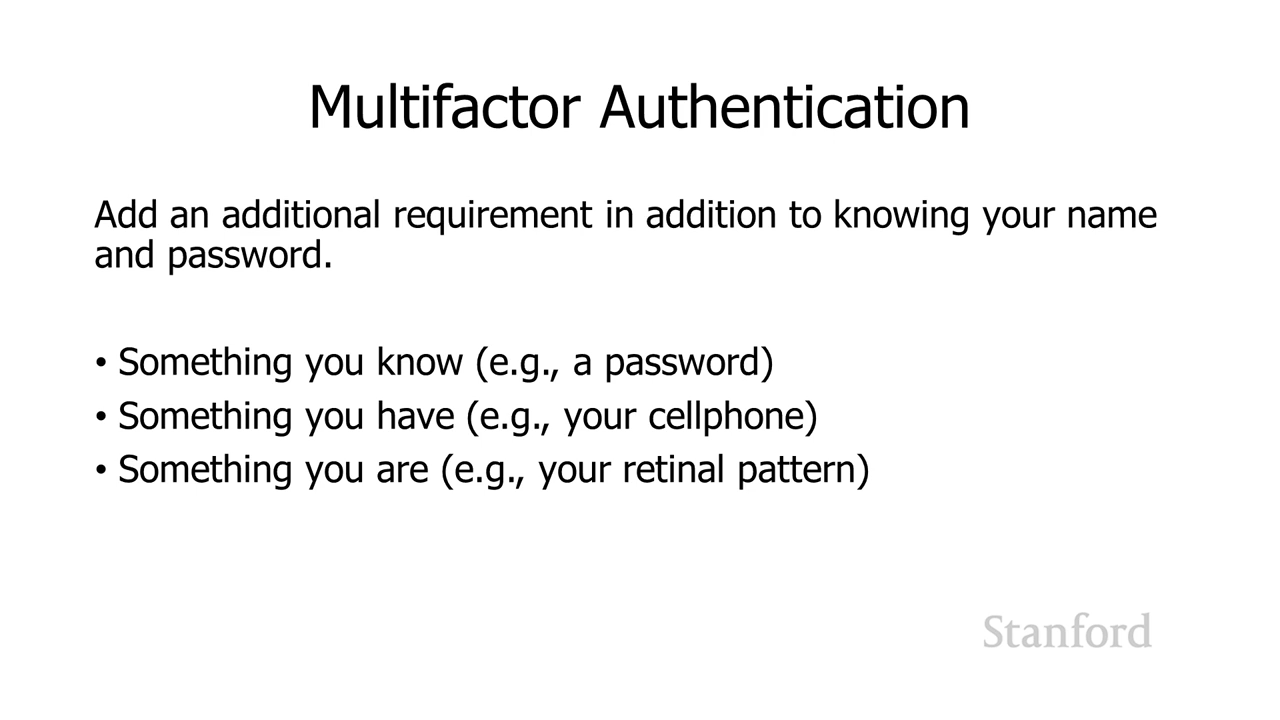 Multifactor Authentication
Add an additional requirement in addition to knowing your name
and password.
• Something you know (e.g., a password)
• Something you have (e.g., your cellphone)
• Something you are (e.g., your retinal pattern)
Stanford